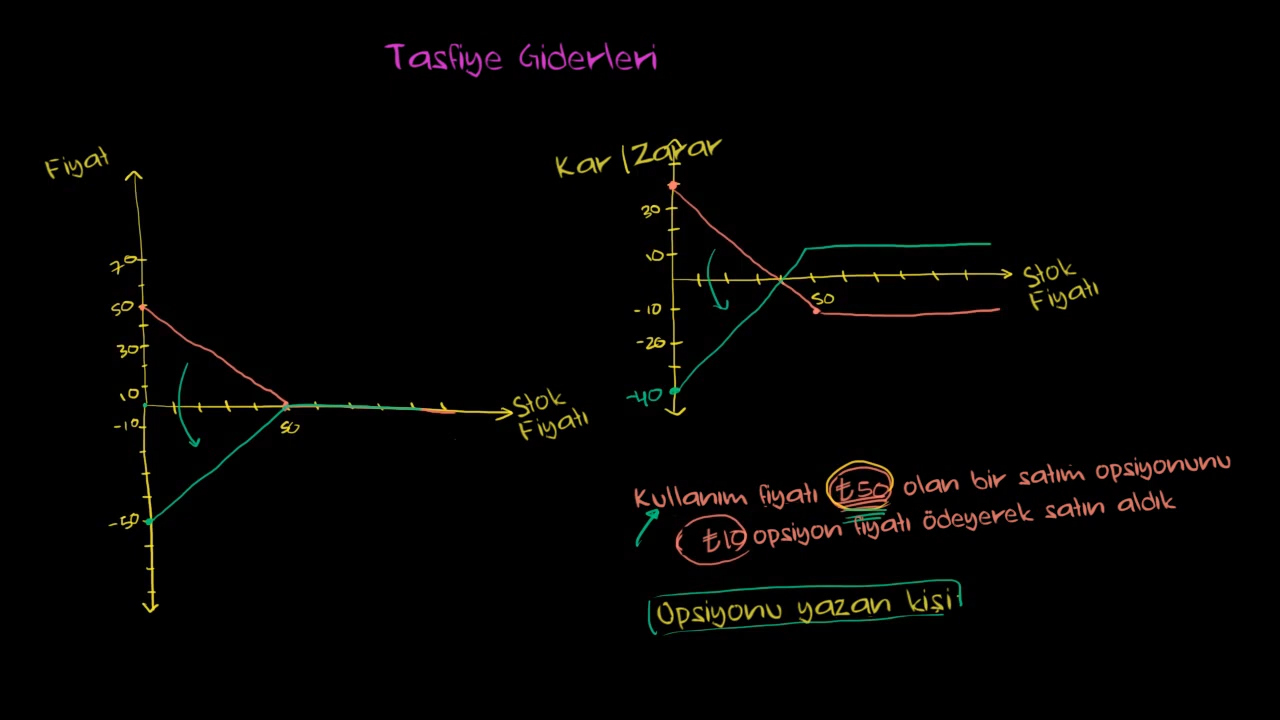 Tasfiye Giderleri
Fiyat
70
50
30
10
-10
-50
50
Stok
Fiyatı
Kar / Zarar
30
10
-10
-20
-40
50
Stok
Fiyatı
Kullanım fiyatı ₺50 olan bir satım opsiyonunu
₺10 opsiyon fiyatı ödeyerek satın aldık
Opsiyonu yazan kişi